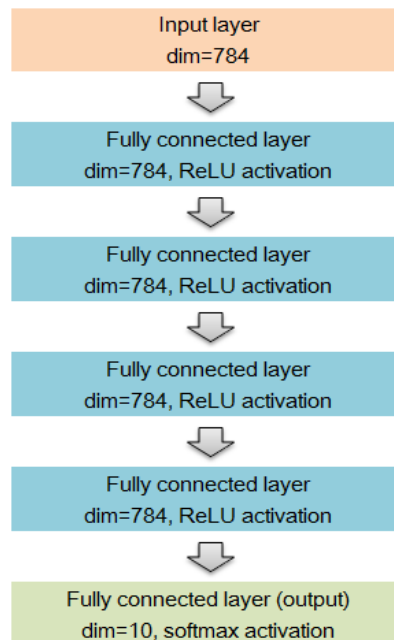 Input layer
dim=784
Fully connected layer
dim=784, ReLU activation
Fully connected layer
dim=784, ReLU activation
Fully connected layer
dim=784, ReLU activation
Fully connected layer
dim=784, ReLU activation
Fully connected layer (output)
dim=10, softmax activation